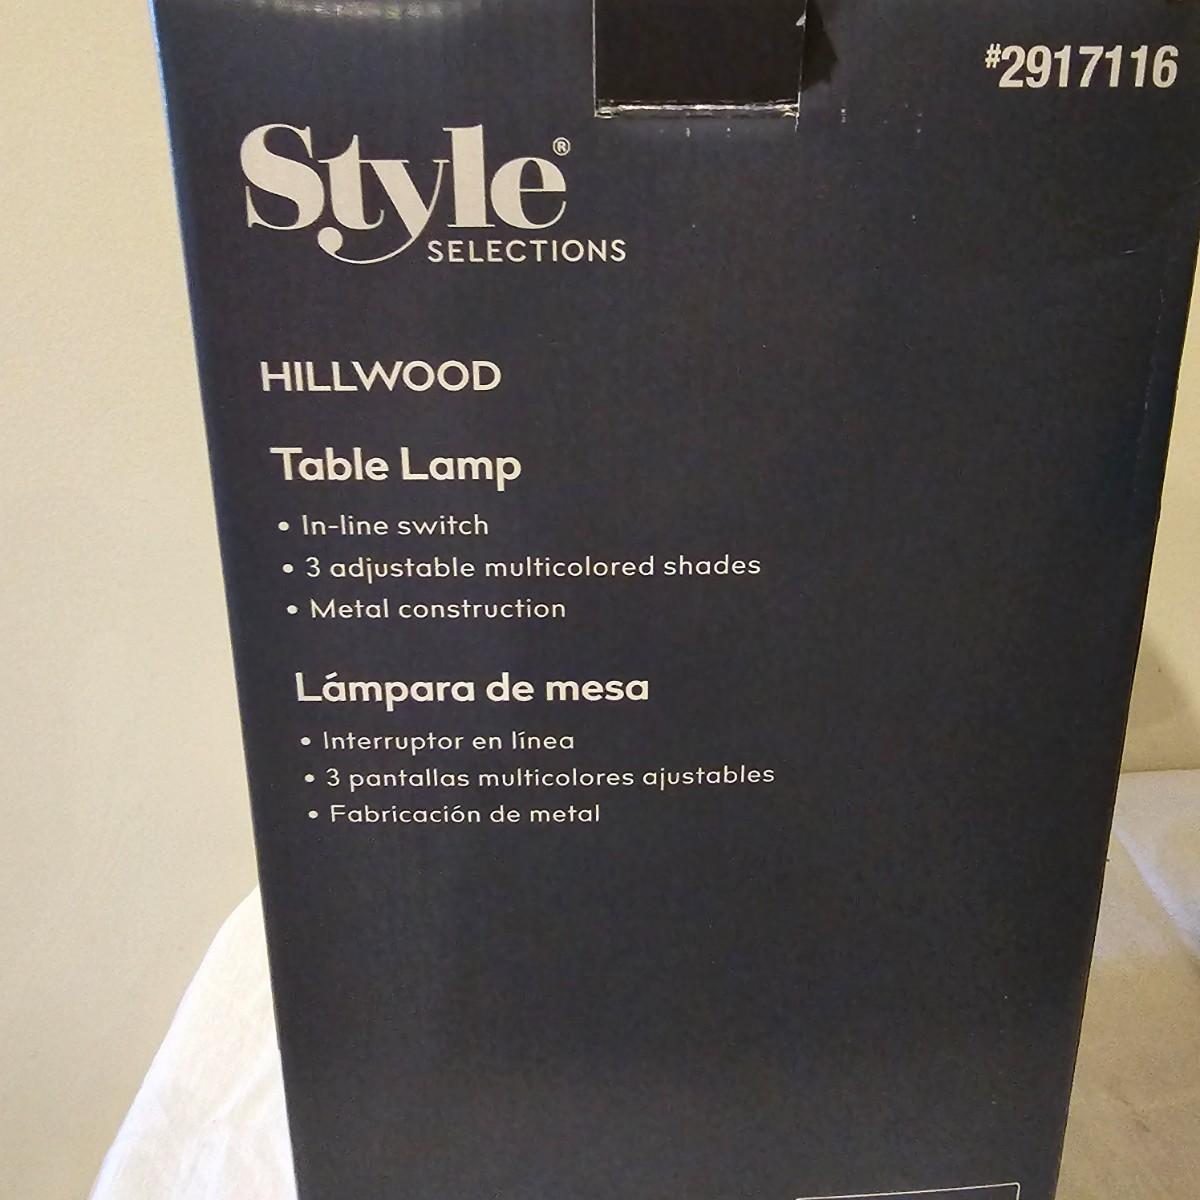 #2917116
Style®
SELECTIONS
HILLWOOD
Table Lamp
• In-line switch
• 3 adjustable multicolored shades
• Metal construction
Lámpara de mesa
• Interruptor en línea
• 3 pantallas multicolores ajustables
• Fabricación de metal